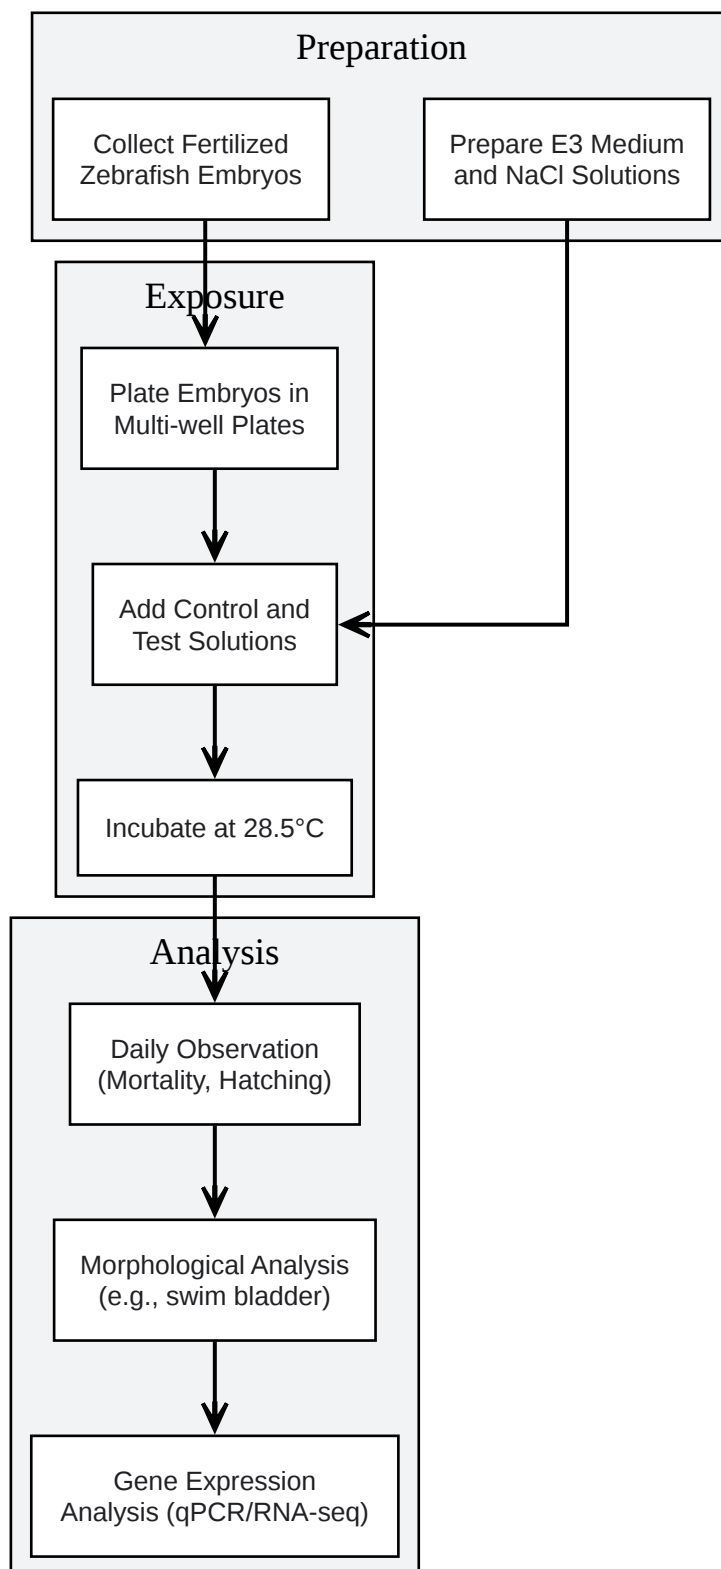 Preparation
Collect Fertilized
Zebrafish Embryos
Prepare E3 Medium
and NaCl Solutions
Exposure
Plate Embryos in
Multi-well Plates
Add Control and
Test Solutions
Incubate at 28.5°C
Analysis
Daily Observation
(Mortality, Hatching)
Morphological Analysis
(e.g., swim bladder)
Gene Expression
Analysis (qPCR/RNA-seq)